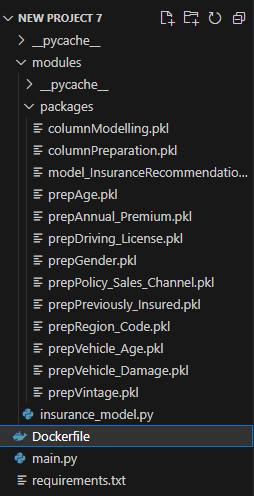 NEW PROJECT 7
__pycache__
modules
__pycache__
packages
columnModelling.pkl
columnPreparation.pkl
model_InsuranceRecommendatio...
prepAge.pkl
prepAnnual_Premium.pkl
prepDriving_License.pkl
prepGender.pkl
prepPolicy_Sales_Channel.pkl
prepPreviously_Insured.pkl
prepRegion_Code.pkl
prepVehicle_Age.pkl
prepVehicle_Damage.pkl
prepVintage.pkl
insurance_model.py
Dockerfile
main.py
requirements.txt